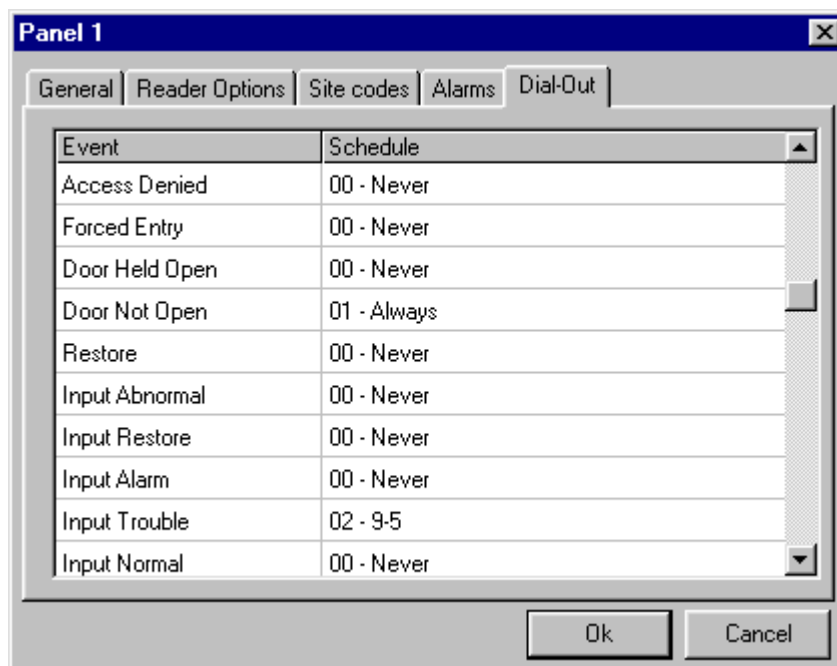 Panel 1
General Reader Options Site codes Alarms Dial-Out
Event Schedule
Access Denied 00 - Never
Forced Entry 00 - Never
Door Held Open 00 - Never
Door Not Open 01 - Always
Restore 00 - Never
Input Abnormal 00 - Never
Input Restore 00 - Never
Input Alarm 00 - Never
Input Trouble 02 - 9-5
Input Normal 00 - Never
Ok Cancel